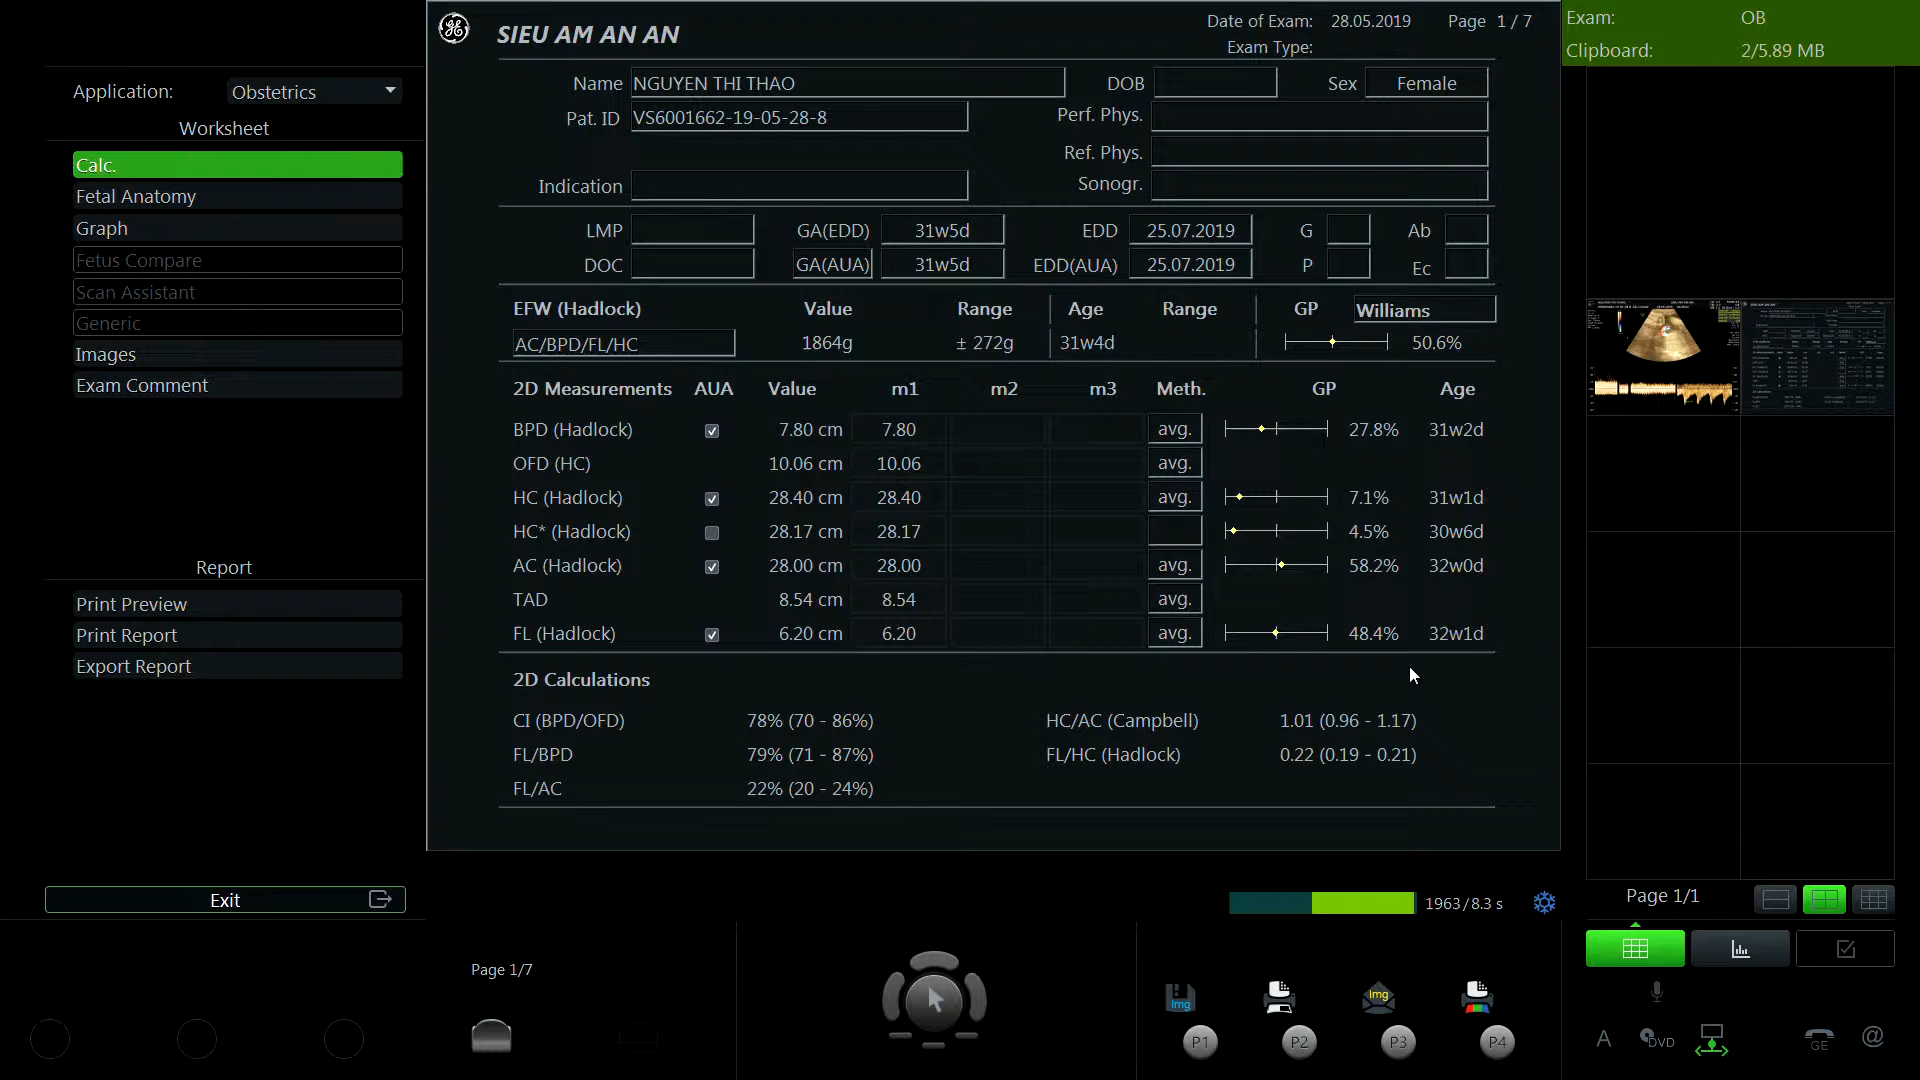 SIEU AM AN AN
Date of Exam: 28.05.2019 Page 1 / 7
Exam Type:
Exam: OB
Clipboard: 2/5.89 MB
Application: Obstetrics
Worksheet
Calc.
Fetal Anatomy
Graph
Fetus Compare
Scan Assistant
Generic
Images
Exam Comment
Report
Print Preview
Print Report
Export Report
Exit
Name NGUYEN THI THAO DOB Sex Female
Pat. ID VS6001662-19-05-28-8 Perf. Phys.
Ref. Phys.
Indication Sonogr.
LMP GA(EDD) 31w5d EDD 25.07.2019 G Ab
DOC GA(AUA) 31w5d EDD(AUA) 25.07.2019 P Ec
EFW (Hadlock) Value Range Age Range GP Williams
AC/BPD/FL/HC 1864g ± 272g 31w4d 50.6%
2D Measurements AUA Value m1 m2 m3 Meth. GP Age
BPD (Hadlock) 7.80 cm 7.80 avg. 27.8% 31w2d
OFD (HC) 10.06 cm 10.06 avg.
HC (Hadlock) 28.40 cm 28.40 avg. 7.1% 31w1d
HC* (Hadlock) 28.17 cm 28.17 4.5% 30w6d
AC (Hadlock) 28.00 cm 28.00 avg. 58.2% 32w0d
TAD 8.54 cm 8.54 avg.
FL (Hadlock) 6.20 cm 6.20 avg. 48.4% 32w1d
2D Calculations
CI (BPD/OFD) 78% (70 - 86%) HC/AC (Campbell) 1.01 (0.96 - 1.17)
FL/BPD 79% (71 - 87%) FL/HC (Hadlock) 0.22 (0.19 - 0.21)
FL/AC 22% (20 - 24%)
1963/8.3 s
Page 1/1
Page 1/7
Img Img
P1 P2 P3 P4
A DVD GE @